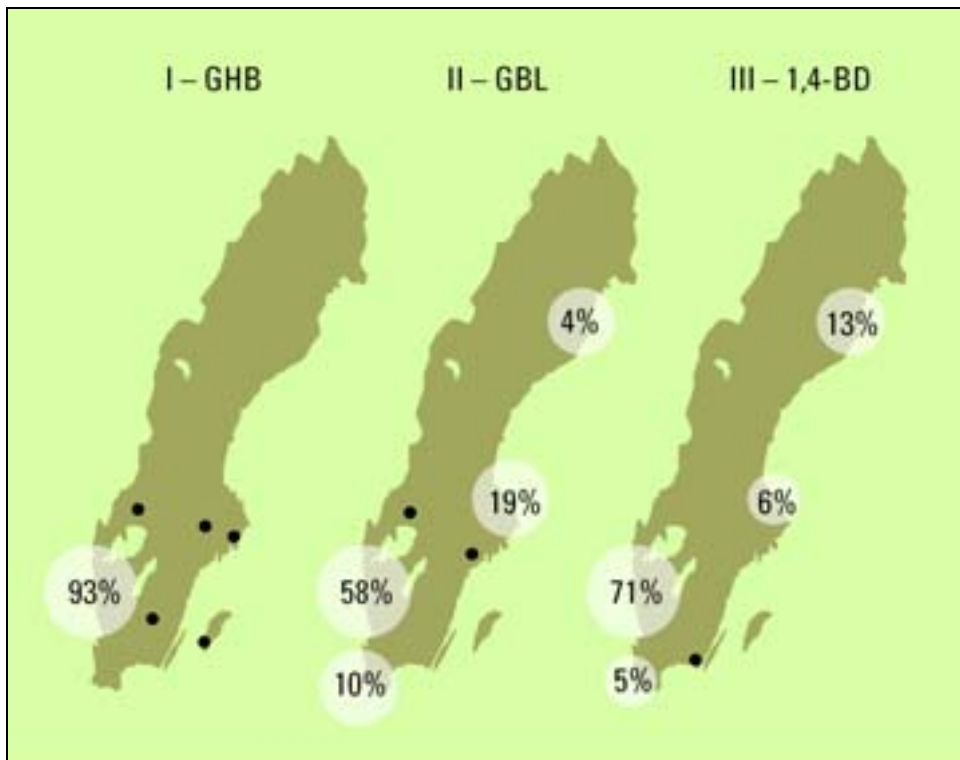 I – GHB II – GBL III – 1,4-BD
4% 13%
19% 6%
93% 58% 71%
10% 5%